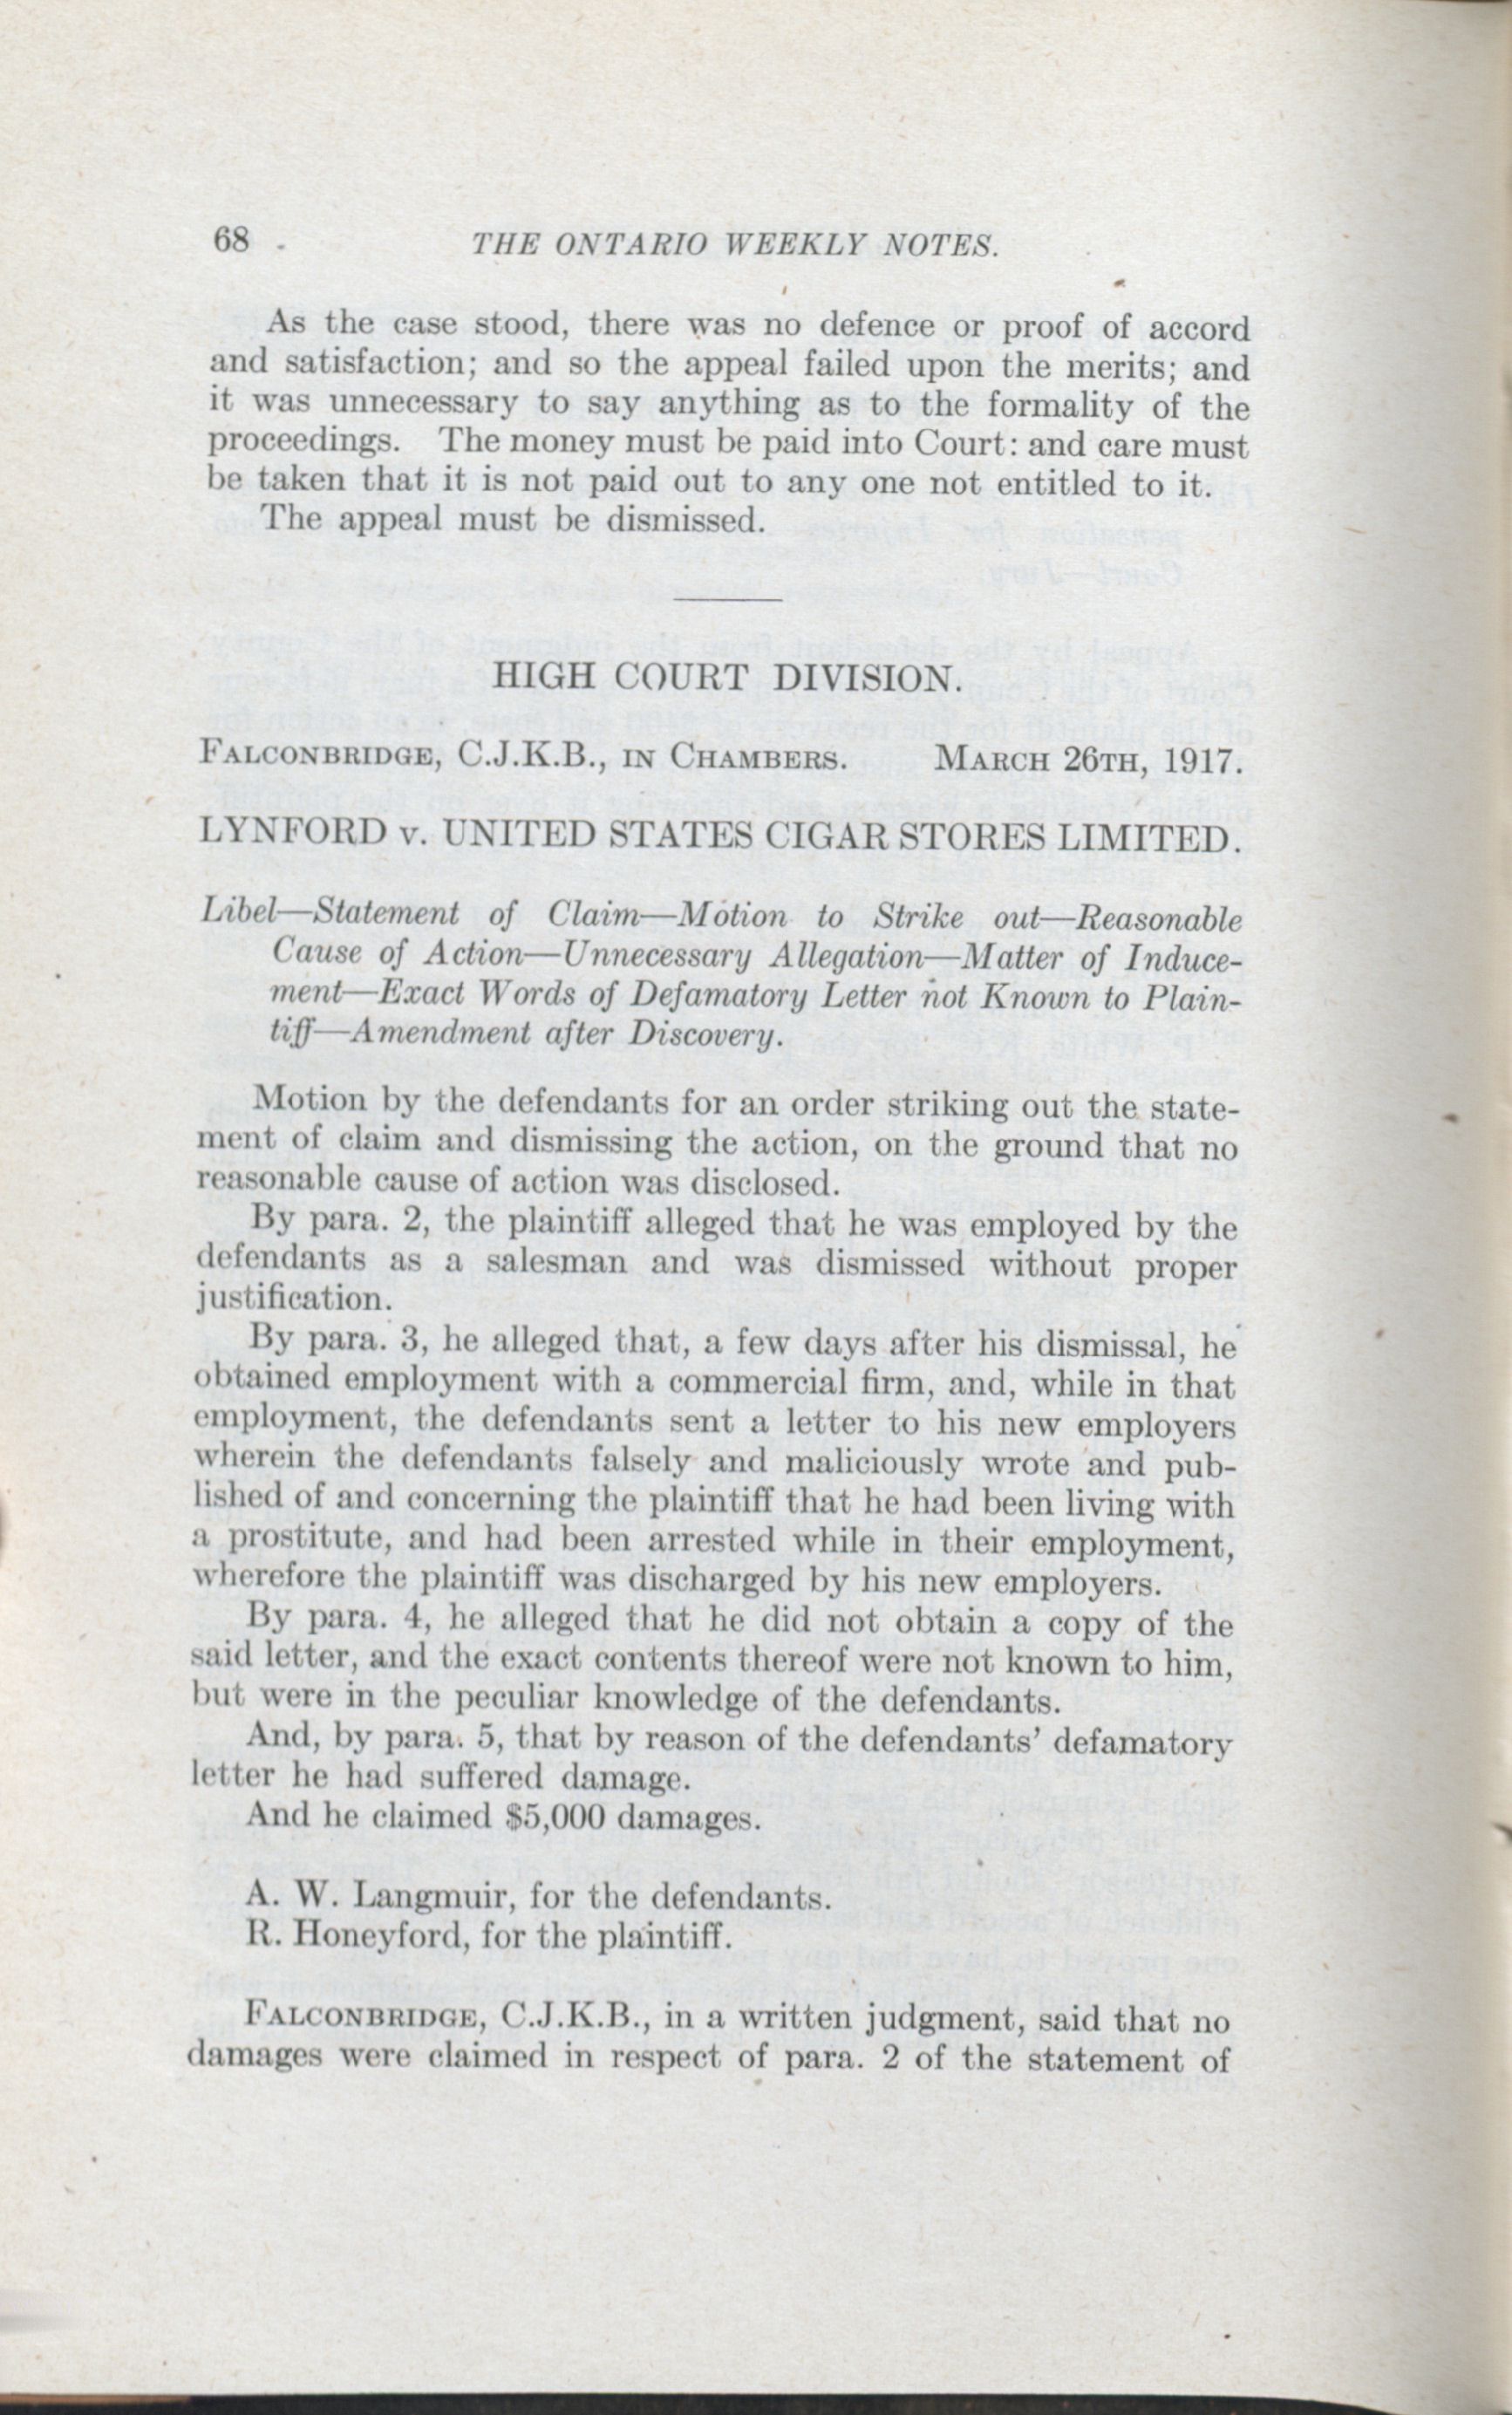 68 THE ONTARIO WEEKLY NOTES.
As the case stood, there was no defence or proof of accord
and satisfaction; and so the appeal failed upon the merits; and
it was unnecessary to say anything as to the formality of the
proceedings. The money must be paid into Court: and care must
be taken that it is not paid out to any one not entitled to it.
The appeal must be dismissed.
HIGH COURT DIVISION.
FALCONBRIDGE, C.J.K.B., IN CHAMBERS. MARCH 26TH, 1917.
LYNFORD v. UNITED STATES CIGAR STORES LIMITED.
Libel—Statement of Claim—Motion to Strike out—Reasonable
Cause of Action—Unnecessary Allegation—Matter of Induce-
ment—Exact Words of Defamatory Letter not Known to Plain-
tiff—Amendment after Discovery.
Motion by the defendants for an order striking out the state-
ment of claim and dismissing the action, on the ground that no
reasonable cause of action was disclosed.
By para. 2, the plaintiff alleged that he was employed by the
defendants as a salesman and was dismissed without proper
justification.
By para. 3, he alleged that, a few days after his dismissal, he
obtained employment with a commercial firm, and, while in that
employment, the defendants sent a letter to his new employers
wherein the defendants falsely and maliciously wrote and pub-
lished of and concerning the plaintiff that he had been living with
a prostitute, and had been arrested while in their employment,
wherefore the plaintiff was discharged by his new employers.
By para. 4, he alleged that he did not obtain a copy of the
said letter, and the exact contents thereof were not known to him,
but were in the peculiar knowledge of the defendants.
And, by para. 5, that by reason of the defendants' defamatory
letter he had suffered damage.
And he claimed $5,000 damages.
A. W. Langmuir, for the defendants.
R. Honeyford, for the plaintiff.
FALCONBRIDGE, C.J.K.B., in a written judgment, said that no
damages were claimed in respect of para. 2 of the statement of